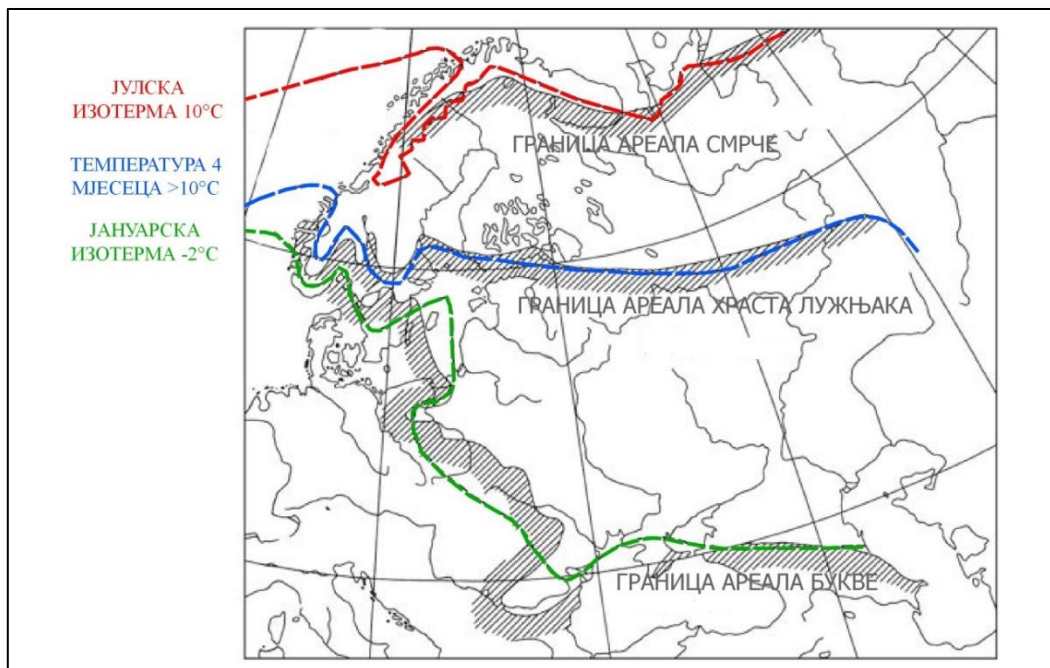 ЈУЛСКА
ИЗОТЕРМА 10°C
ГРАНИЦА АРЕАЛА СМРЧЕ
ТЕМПЕРАТУРА 4
МЈЕСЕЦА >10°C
ЈАНУАРСКА
ИЗОТЕРМА -2°C
ГРАНИЦА АРЕАЛА ХРАСТА ЛУЖЊАКА
ГРАНИЦА АРЕАЛА БУКВЕ